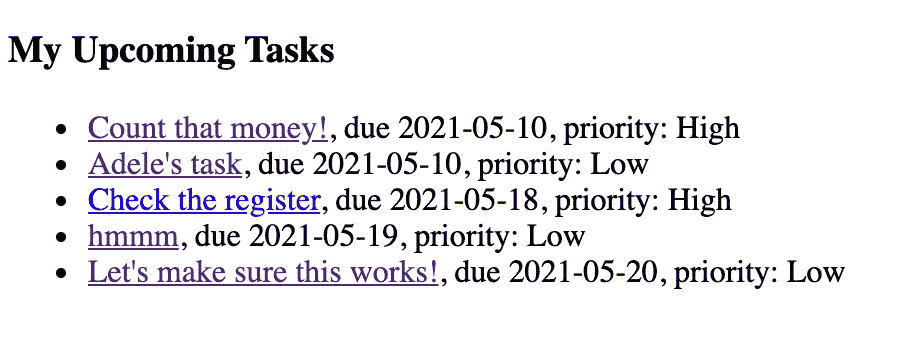 My Upcoming Tasks
Count that money!, due 2021-05-10, priority: High
Adele's task, due 2021-05-10, priority: Low
Check the register, due 2021-05-18, priority: High
hmmm, due 2021-05-19, priority: Low
Let's make sure this works!, due 2021-05-20, priority: Low